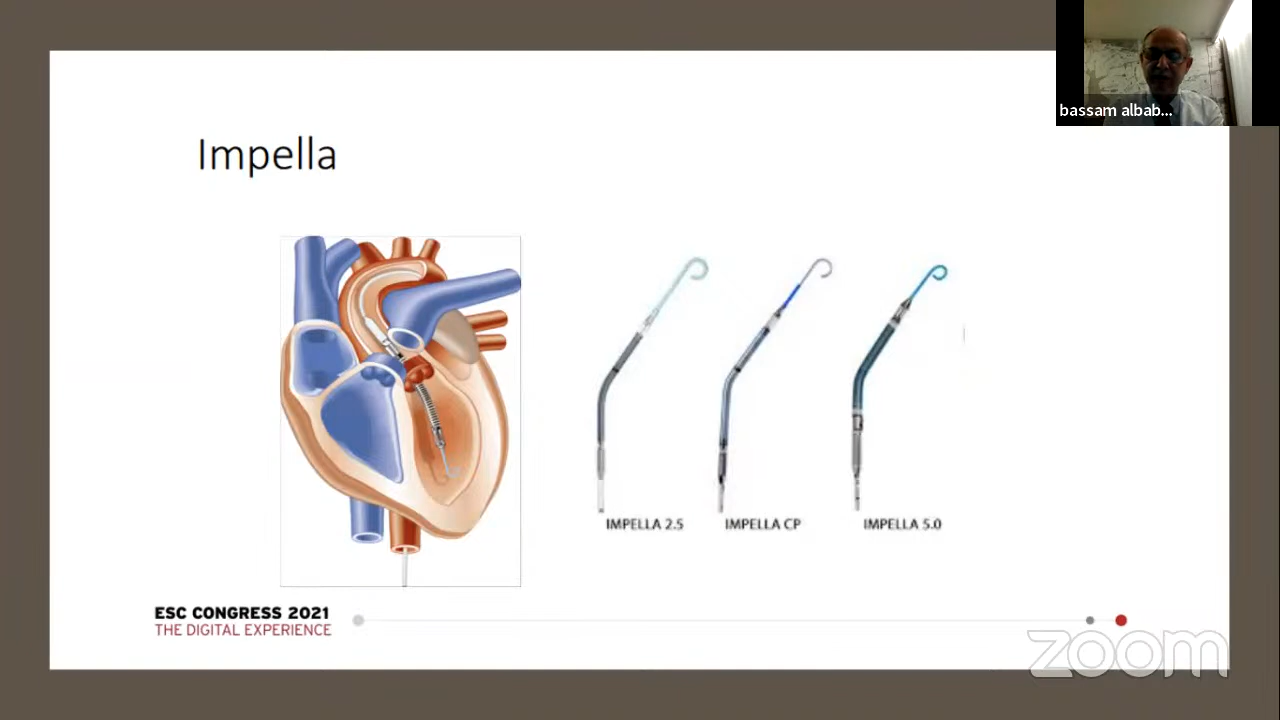 bassam albab...
Impella
IMPELLA 2.5
IMPELLA CP
IMPELLA 5.0
ESC CONGRESS 2021
THE DIGITAL EXPERIENCE
zoom